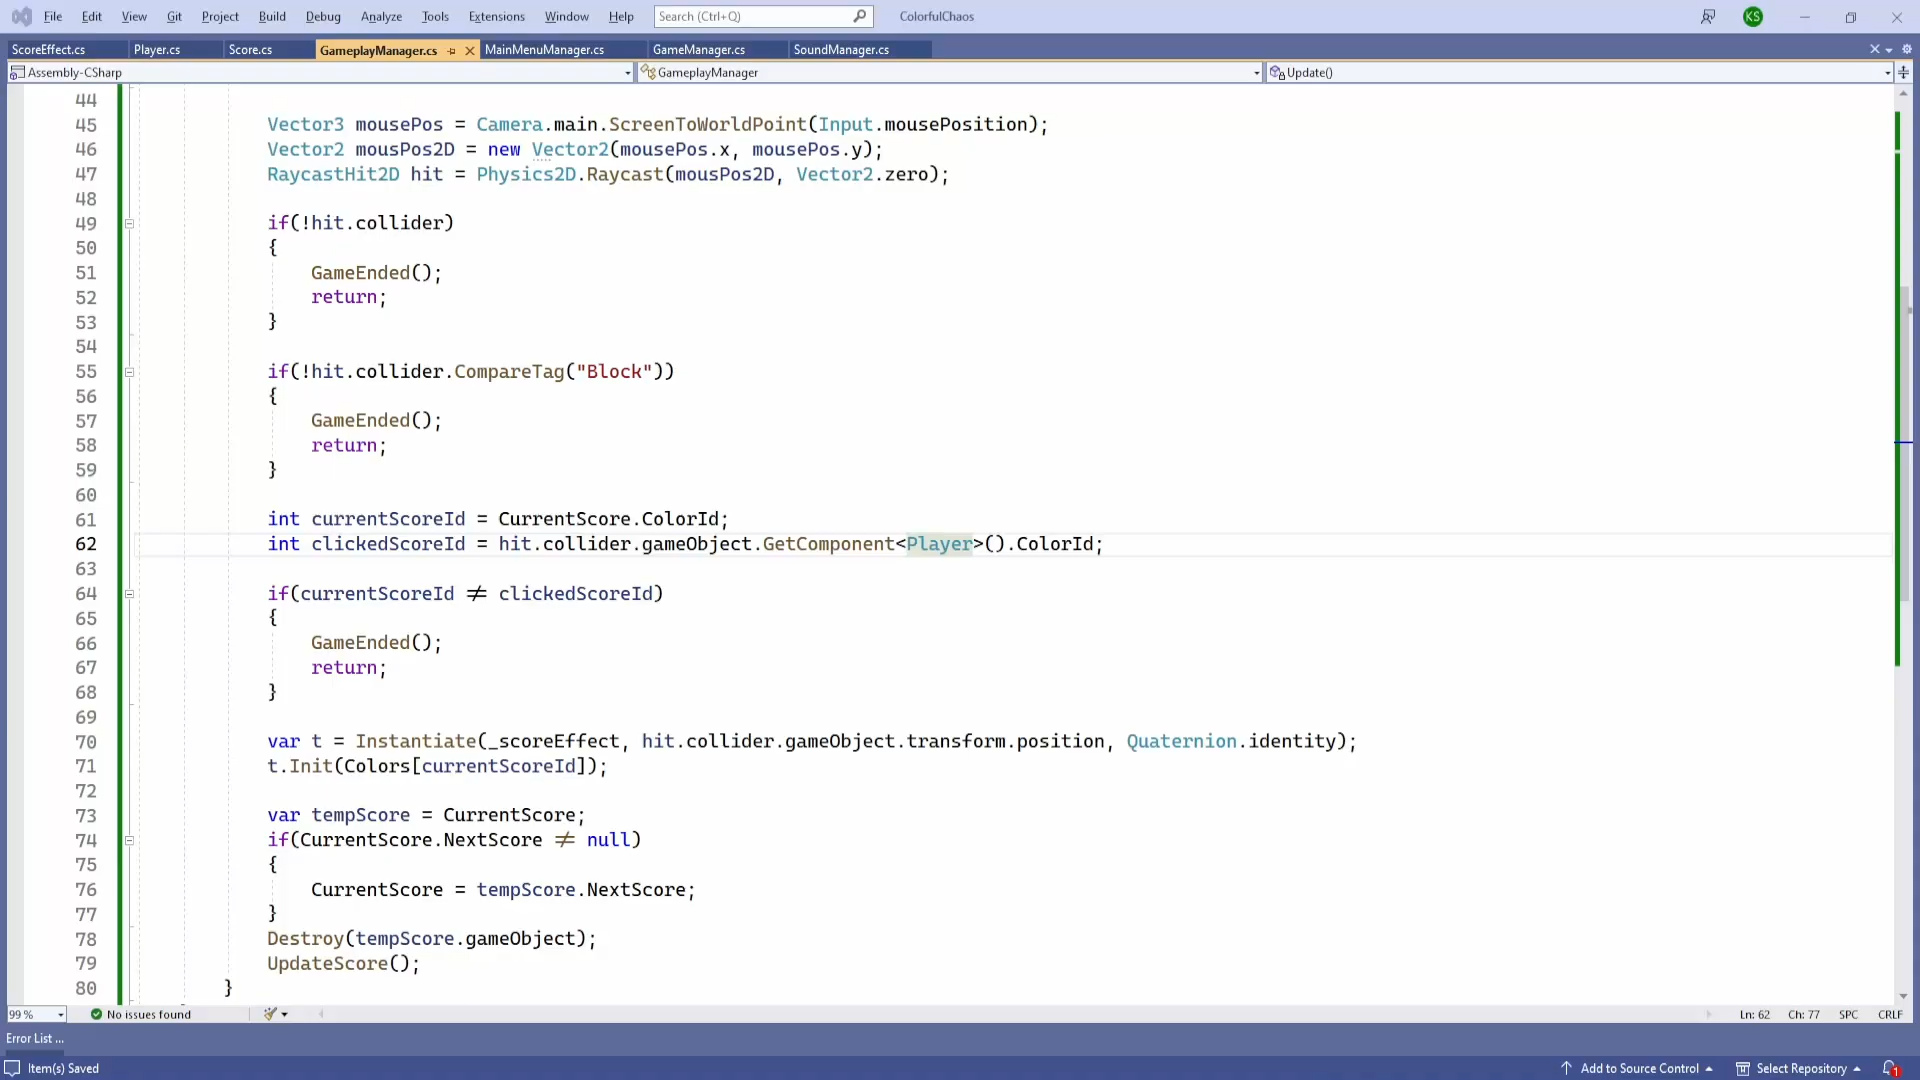 File Edit View Git Project Build Debug Analyze Tools Extensions Window Help Search (Ctrl+Q) ColorfulChaos KS
ScoreEffect.cs Player.cs Score.cs GameplayManager.cs MainMenuManager.cs GameManager.cs SoundManager.cs
Assembly-CSharp GameplayManager Update()
44
45 Vector3 mousePos = Camera.main.ScreenToWorldPoint(Input.mousePosition);
46 Vector2 mousPos2D = new Vector2(mousePos.x, mousePos.y);
47 RaycastHit2D hit = Physics2D.Raycast(mousPos2D, Vector2.zero);
48
49 if(!hit.collider)
50 {
51 GameEnded();
52 return;
53 }
54
55 if(!hit.collider.CompareTag("Block"))
56 {
57 GameEnded();
58 return;
59 }
60
61 int currentScoreId = CurrentScore.ColorId;
62 int clickedScoreId = hit.collider.gameObject.GetComponent<Player>().ColorId;
63
64 if(currentScoreId ≠ clickedScoreId)
65 {
66 GameEnded();
67 return;
68 }
69
70 var t = Instantiate(_scoreEffect, hit.collider.gameObject.transform.position, Quaternion.identity);
71 t.Init(Colors[currentScoreId]);
72
73 var tempScore = CurrentScore;
74 if(CurrentScore.NextScore ≠ null)
75 {
76 CurrentScore = tempScore.NextScore;
77 }
78 Destroy(tempScore.gameObject);
79 UpdateScore();
80 }
99 % No issues found Ln: 62 Ch: 77 SPC CRLF
Error List ...
Item(s) Saved Add to Source Control Select Repository 1